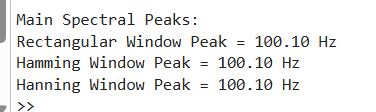 Main Spectral Peaks:
Rectangular Window Peak = 100.10 Hz
Hamming Window Peak = 100.10 Hz
Hanning Window Peak = 100.10 Hz
>>